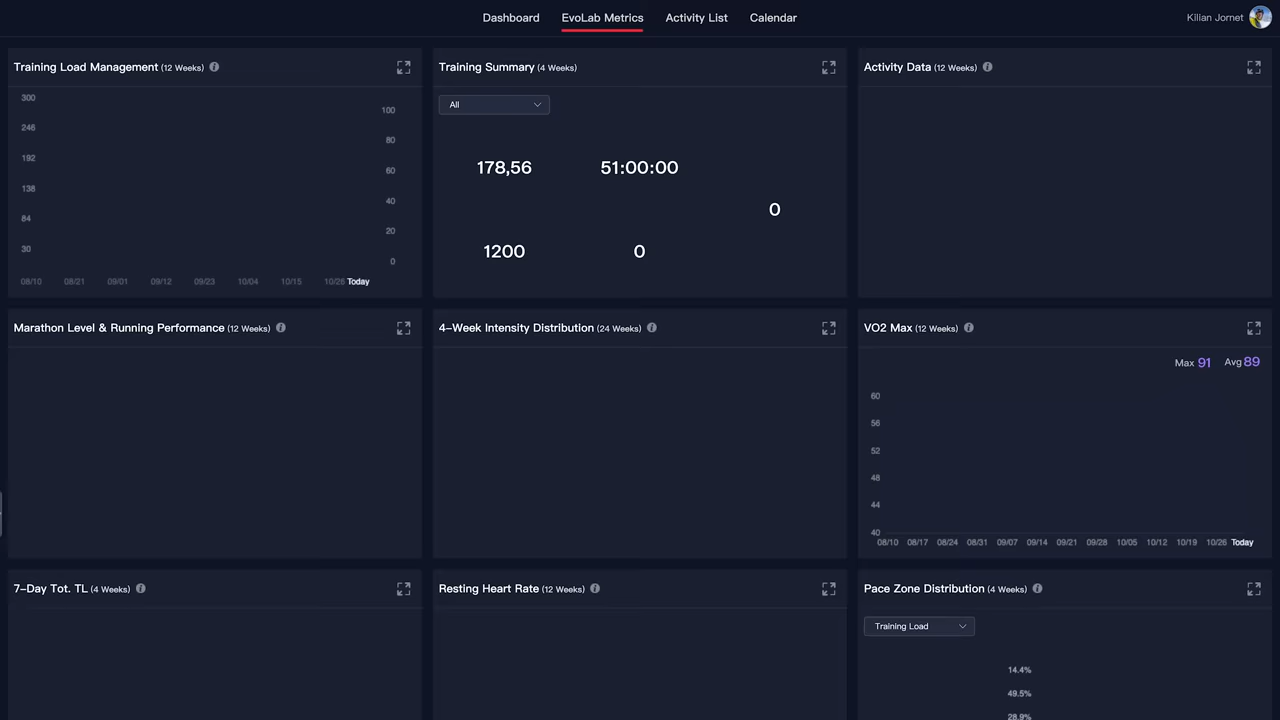 Dashboard EvoLab Metrics Activity List Calendar Kilian Jornet
Training Load Management (12 Weeks)
300
246
192
138
84
30
100
80
60
40
20
0
08/10 08/21 09/01 09/12 09/23 10/04 10/15 10/26 Today
Training Summary (4 Weeks)
All
178,56 51:00:00
0
1200 0
Activity Data (12 Weeks)
Marathon Level & Running Performance (12 Weeks)
4-Week Intensity Distribution (24 Weeks)
VO2 Max (12 Weeks)
Max 91 Avg 89
60
56
52
48
44
40
08/10 08/17 08/24 08/31 09/07 09/14 09/21 09/28 10/05 10/12 10/19 10/26 Today
7-Day Tot. TL (4 Weeks)
Resting Heart Rate (12 Weeks)
Pace Zone Distribution (4 Weeks)
Training Load
14.4%
49.5%
28.9%